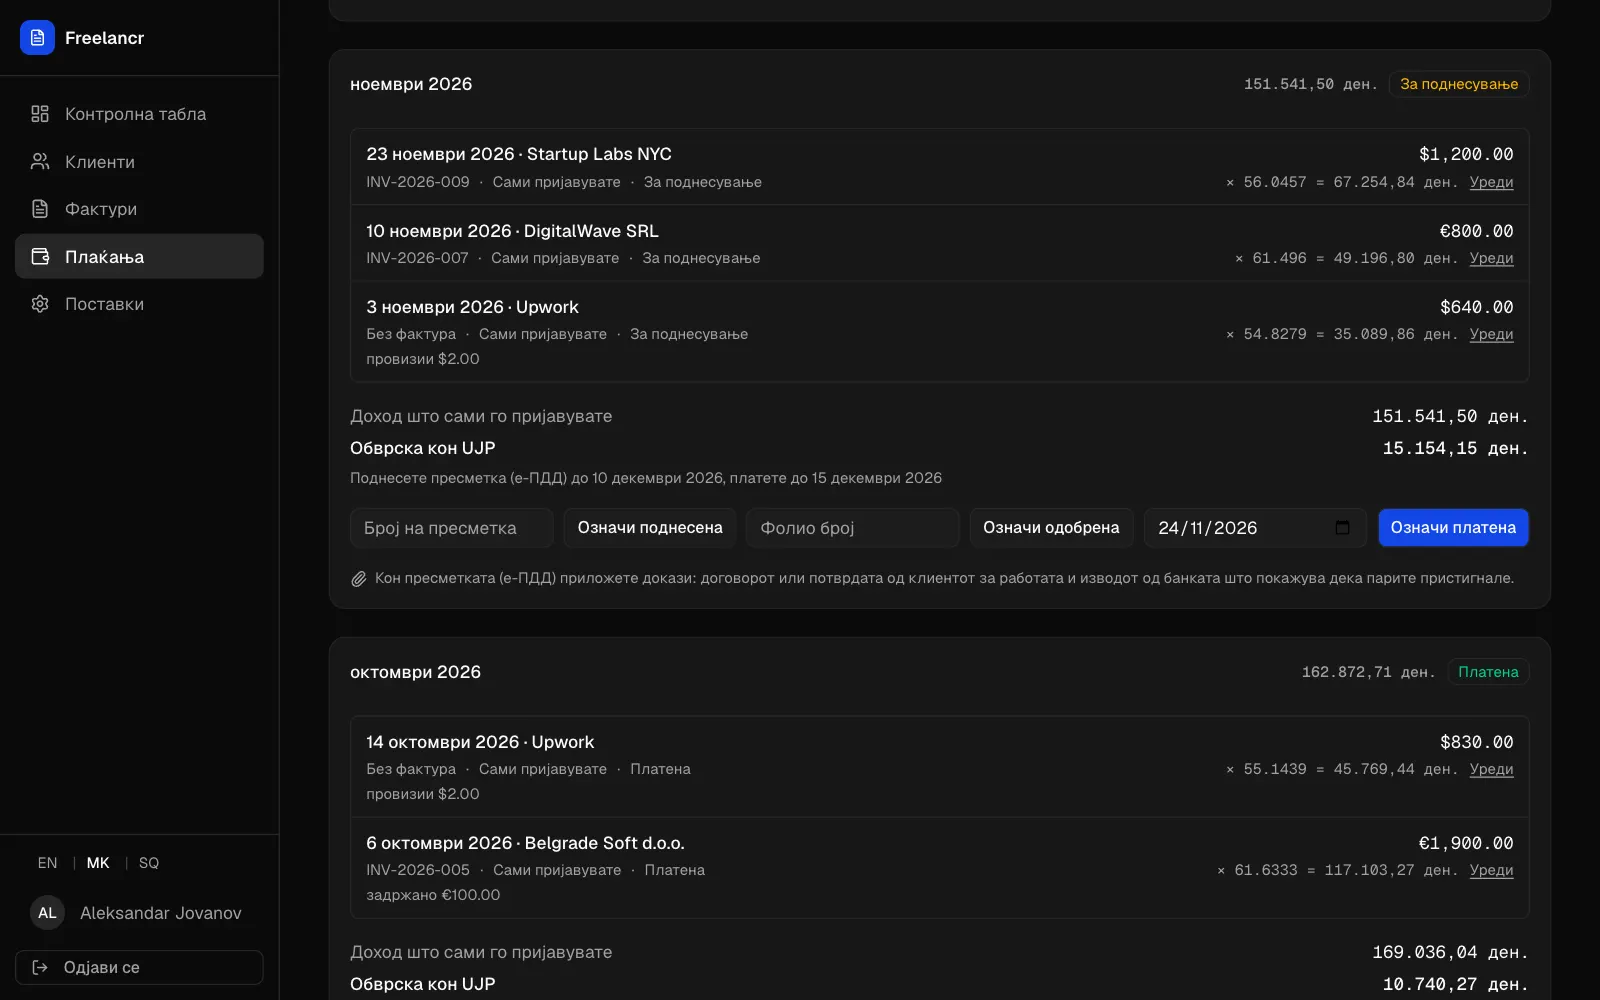 Freelancr
Контролна табла
Клиенти
Фактури
Плаќања
Поставки
EN | MK | SQ
AL Aleksandar Jovanov
Одјави се
ноември 2026 151.541,50 ден. За поднесување
23 ноември 2026 · Startup Labs NYC $1,200.00
INV-2026-009 · Сами пријавувате · За поднесување × 56.0457 = 67.254,84 ден. Уреди
10 ноември 2026 · DigitalWave SRL €800.00
INV-2026-007 · Сами пријавувате · За поднесување × 61.496 = 49.196,80 ден. Уреди
3 ноември 2026 · Upwork $640.00
Без фактура · Сами пријавувате · За поднесување × 54.8279 = 35.089,86 ден. Уреди
провизии $2.00
Доход што сами го пријавувате 151.541,50 ден.
Обврска кон UJP 15.154,15 ден.
Поднесете пресметка (е-ПДД) до 10 декември 2026, платете до 15 декември 2026
Број на пресметка Означи поднесена Фолио број Означи одобрена 24/11/2026 Означи платена
Кон пресметката (е-ПДД) приложете докази: договорот или потврдата од клиентот за работата и изводот од банката што покажува дека парите пристигнале.
октомври 2026 162.872,71 ден. Платена
14 октомври 2026 · Upwork $830.00
Без фактура · Сами пријавувате · Платена × 55.1439 = 45.769,44 ден. Уреди
провизии $2.00
6 октомври 2026 · Belgrade Soft d.o.o. €1,900.00
INV-2026-005 · Сами пријавувате · Платена × 61.6333 = 117.103,27 ден. Уреди
задржано €100.00
Доход што сами го пријавувате 169.036,04 ден.
Обврска кон UJP 10.740,27 ден.